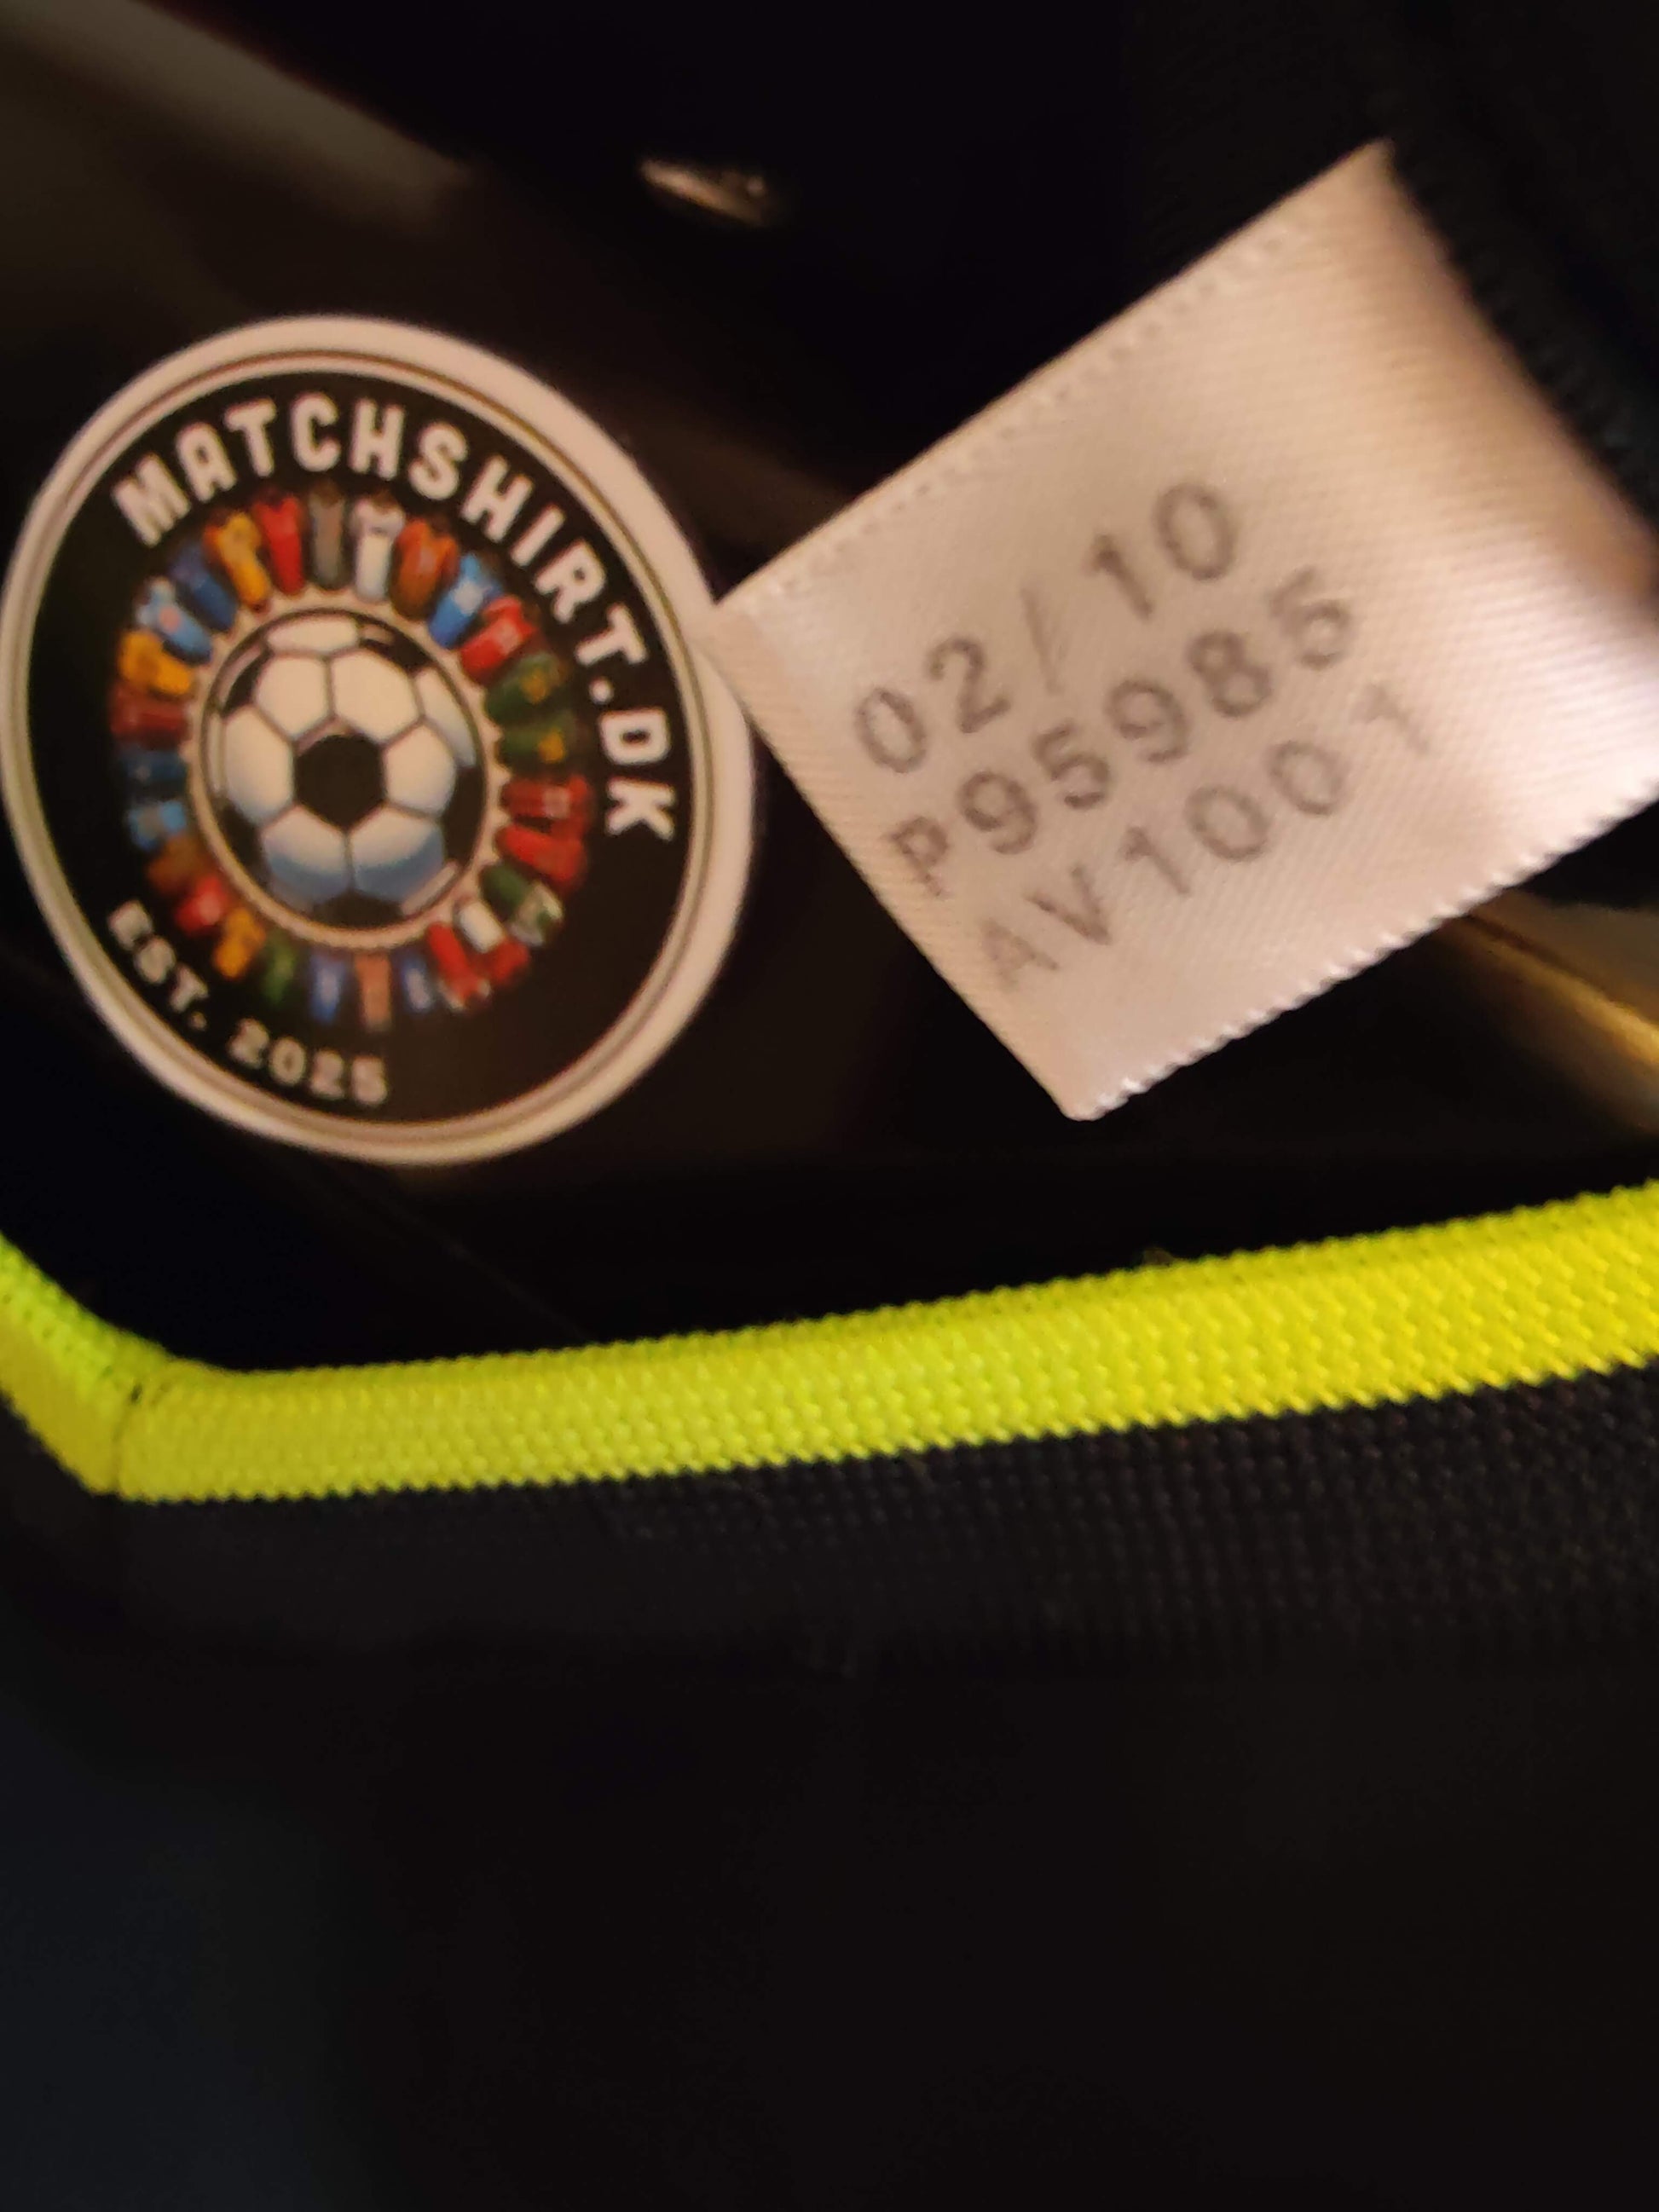 MATCHSHIRT.DK
EST. 2025
02/10
P95985
AV1001